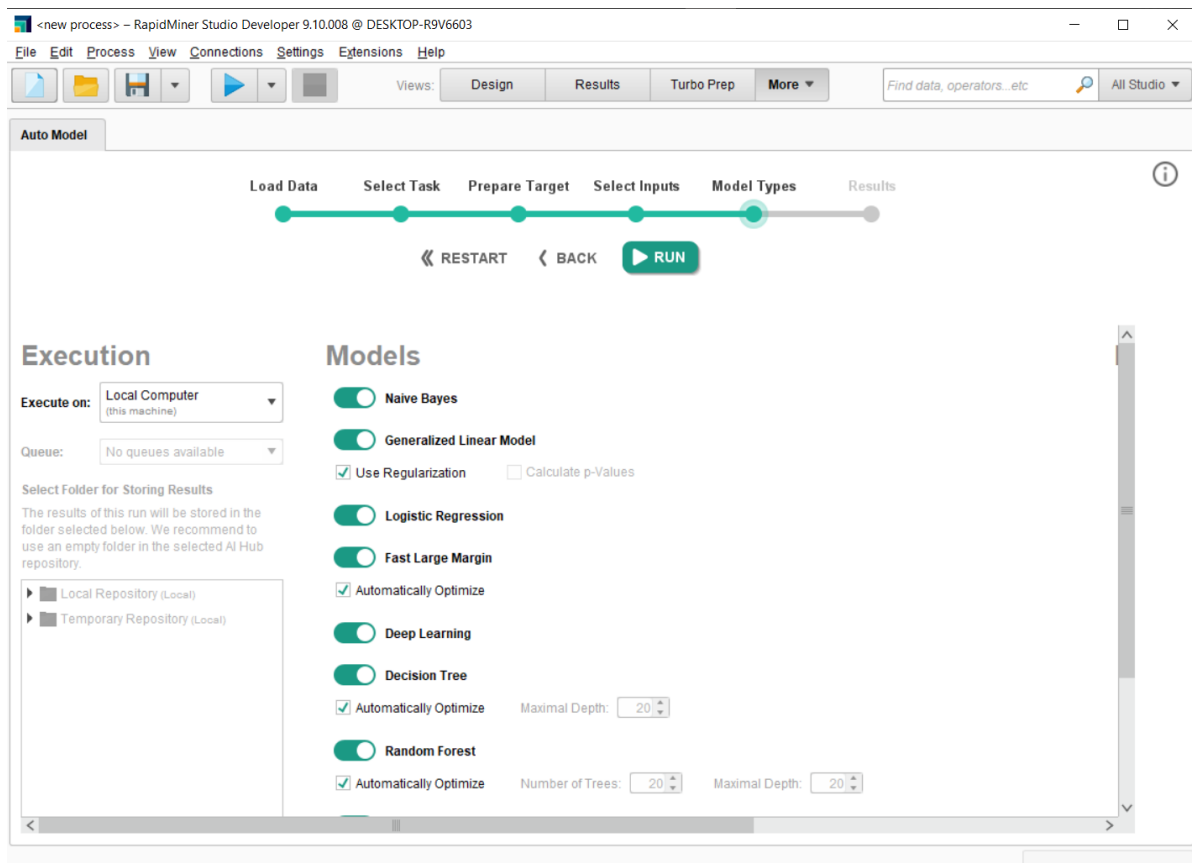 <new process> – RapidMiner Studio Developer 9.10.008 @ DESKTOP-R9V6603
File Edit Process View Connections Settings Extensions Help
Views: Design Results Turbo Prep More Find data, operators...etc All Studio
Auto Model
Load Data Select Task Prepare Target Select Inputs Model Types Results
RESTART BACK RUN
Execution
Execute on: Local Computer
(this machine)
Queue: No queues available
Select Folder for Storing Results
The results of this run will be stored in the
folder selected below. We recommend to
use an empty folder in the selected AI Hub
repository.
Local Repository (Local)
Temporary Repository (Local)
Models
Naive Bayes
Generalized Linear Model
Use Regularization Calculate p-Values
Logistic Regression
Fast Large Margin
Automatically Optimize
Deep Learning
Decision Tree
Automatically Optimize Maximal Depth: 20
Random Forest
Automatically Optimize Number of Trees: 20 Maximal Depth: 20